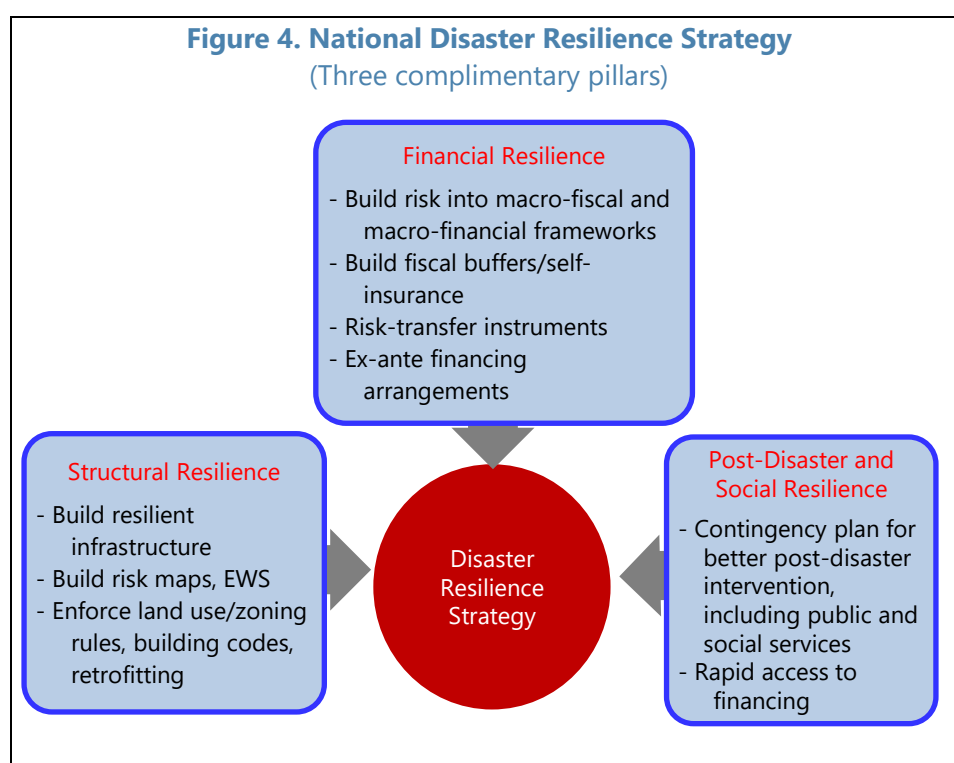 Figure 4. National Disaster Resilience Strategy
(Three complimentary pillars)
Financial Resilience
- Build risk into macro-fiscal and
macro-financial frameworks
- Build fiscal buffers/self-
insurance
- Risk-transfer instruments
- Ex-ante financing
arrangements
Structural Resilience
- Build resilient
infrastructure
- Build risk maps, EWS
- Enforce land use/zoning
rules, building codes,
retrofitting
Disaster
Resilience
Strategy
Post-Disaster and
Social Resilience
- Contingency plan for
better post-disaster
intervention,
including public and
social services
- Rapid access to
financing